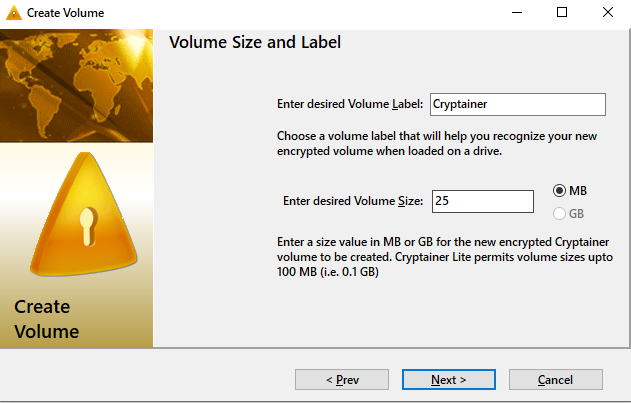 Create Volume
Volume Size and Label
Enter desired Volume Label: Cryptainer
Choose a volume label that will help you recognize your new
encrypted volume when loaded on a drive.
Enter desired Volume Size: 25 MB
GB
Enter a size value in MB or GB for the new encrypted Cryptainer
volume to be created. Cryptainer Lite permits volume sizes upto
100 MB (i.e. 0.1 GB)
Create
Volume
< Prev Next > Cancel